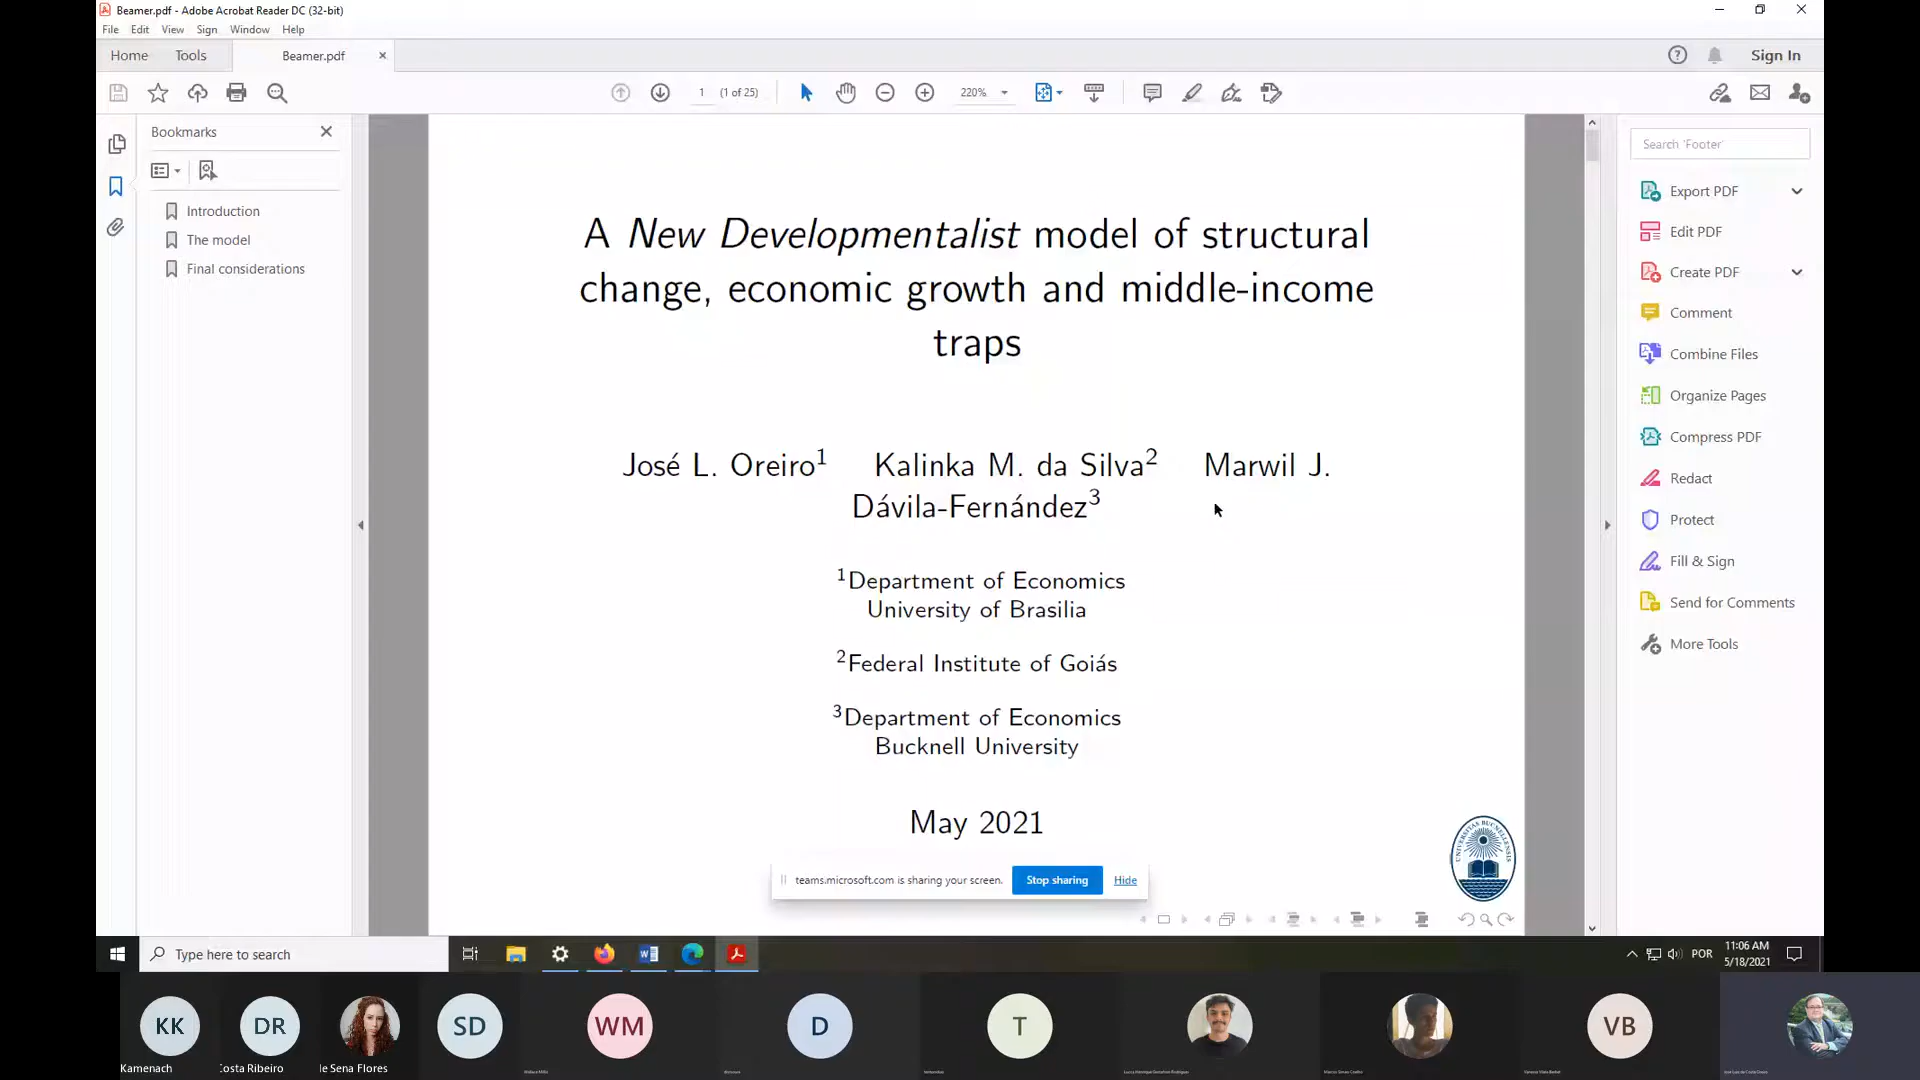 Beamer.pdf - Adobe Acrobat Reader DC (32-bit)
File Edit View Sign Window Help
Home Tools Beamer.pdf Sign In
1 (1 of 25) 220%
Bookmarks
Introduction
The model
Final considerations
A New Developmentalist model of structural
change, economic growth and middle-income
traps
José L. Oreiro1 Kalinka M. da Silva2 Marwil J.
Dávila-Fernández3
1Department of Economics
University of Brasilia
2Federal Institute of Goiás
3Department of Economics
Bucknell University
May 2021
teams.microsoft.com is sharing your screen. Stop sharing Hide
Search 'Footer'
Export PDF
Edit PDF
Create PDF
Comment
Combine Files
Organize Pages
Compress PDF
Redact
Protect
Fill & Sign
Send for Comments
More Tools
Type here to search
POR
11:06 AM
5/18/2021
KK DR SD WM D T VB
Kamenach Costa Ribeiro le Sena Flores